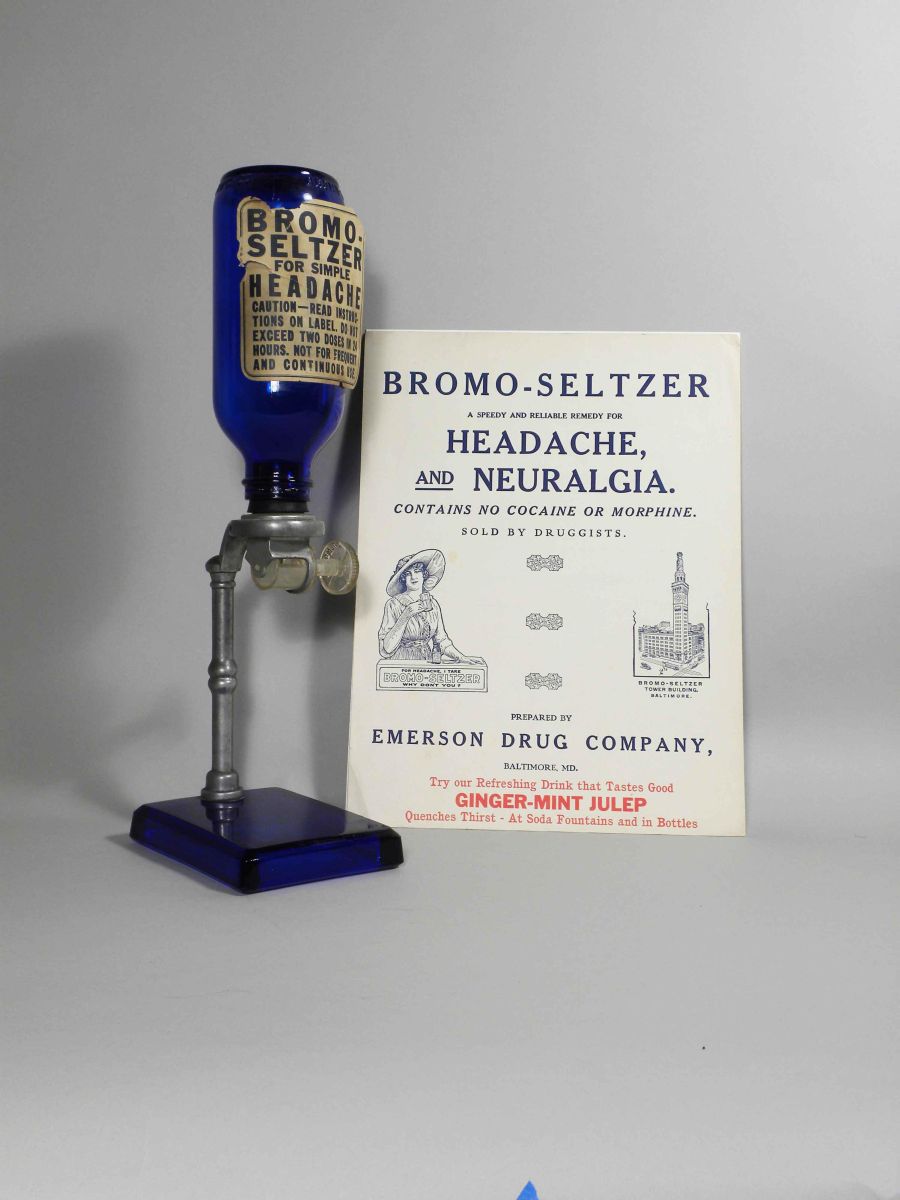 BROMO-
SELTZER
FOR SIMPLE
HEADACHE
CAUTION—READ INSTRUC-
TIONS ON LABEL. DO NOT
EXCEED TWO DOSES IN 24
HOURS. NOT FOR FREQUENT
AND CONTINUOUS USE.
BROMO-SELTZER
A SPEEDY AND RELIABLE REMEDY FOR
HEADACHE,
AND NEURALGIA.
CONTAINS NO COCAINE OR MORPHINE.
SOLD BY DRUGGISTS.
FOR HEADACHE, I TAKE
BROMO-SELTZER
WHY DON'T YOU?
BROMO-SELTZER
TOWER BUILDING,
BALTIMORE.
PREPARED BY
EMERSON DRUG COMPANY,
BALTIMORE, MD.
Try our Refreshing Drink that Tastes Good
GINGER-MINT JULEP
Quenches Thirst - At Soda Fountains and in Bottles